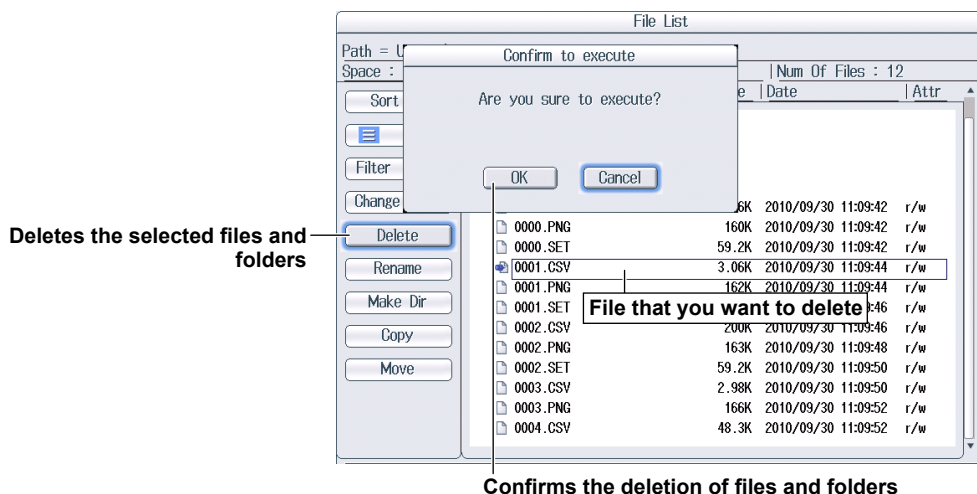 File List
Path = U
Space :
Num Of Files : 12
Confirm to execute
Are you sure to execute?
OK
Cancel
Sort
Filter
Change
Delete
Rename
Make Dir
Copy
Move
e Date Attr
6K 2010/09/30 11:09:42 r/w
0000.PNG 160K 2010/09/30 11:09:42 r/w
0000.SET 59.2K 2010/09/30 11:09:42 r/w
0001.CSV 3.06K 2010/09/30 11:09:44 r/w
0001.PNG 162K 2010/09/30 11:09:44 r/w
0001.SET :46 r/w
0002.CSV 200K 2010/09/30 11:09:46 r/w
0002.PNG 163K 2010/09/30 11:09:48 r/w
0002.SET 59.2K 2010/09/30 11:09:50 r/w
0003.CSV 2.98K 2010/09/30 11:09:50 r/w
0003.PNG 166K 2010/09/30 11:09:52 r/w
0004.CSV 48.3K 2010/09/30 11:09:52 r/w
Deletes the selected files and
folders
File that you want to delete
Confirms the deletion of files and folders